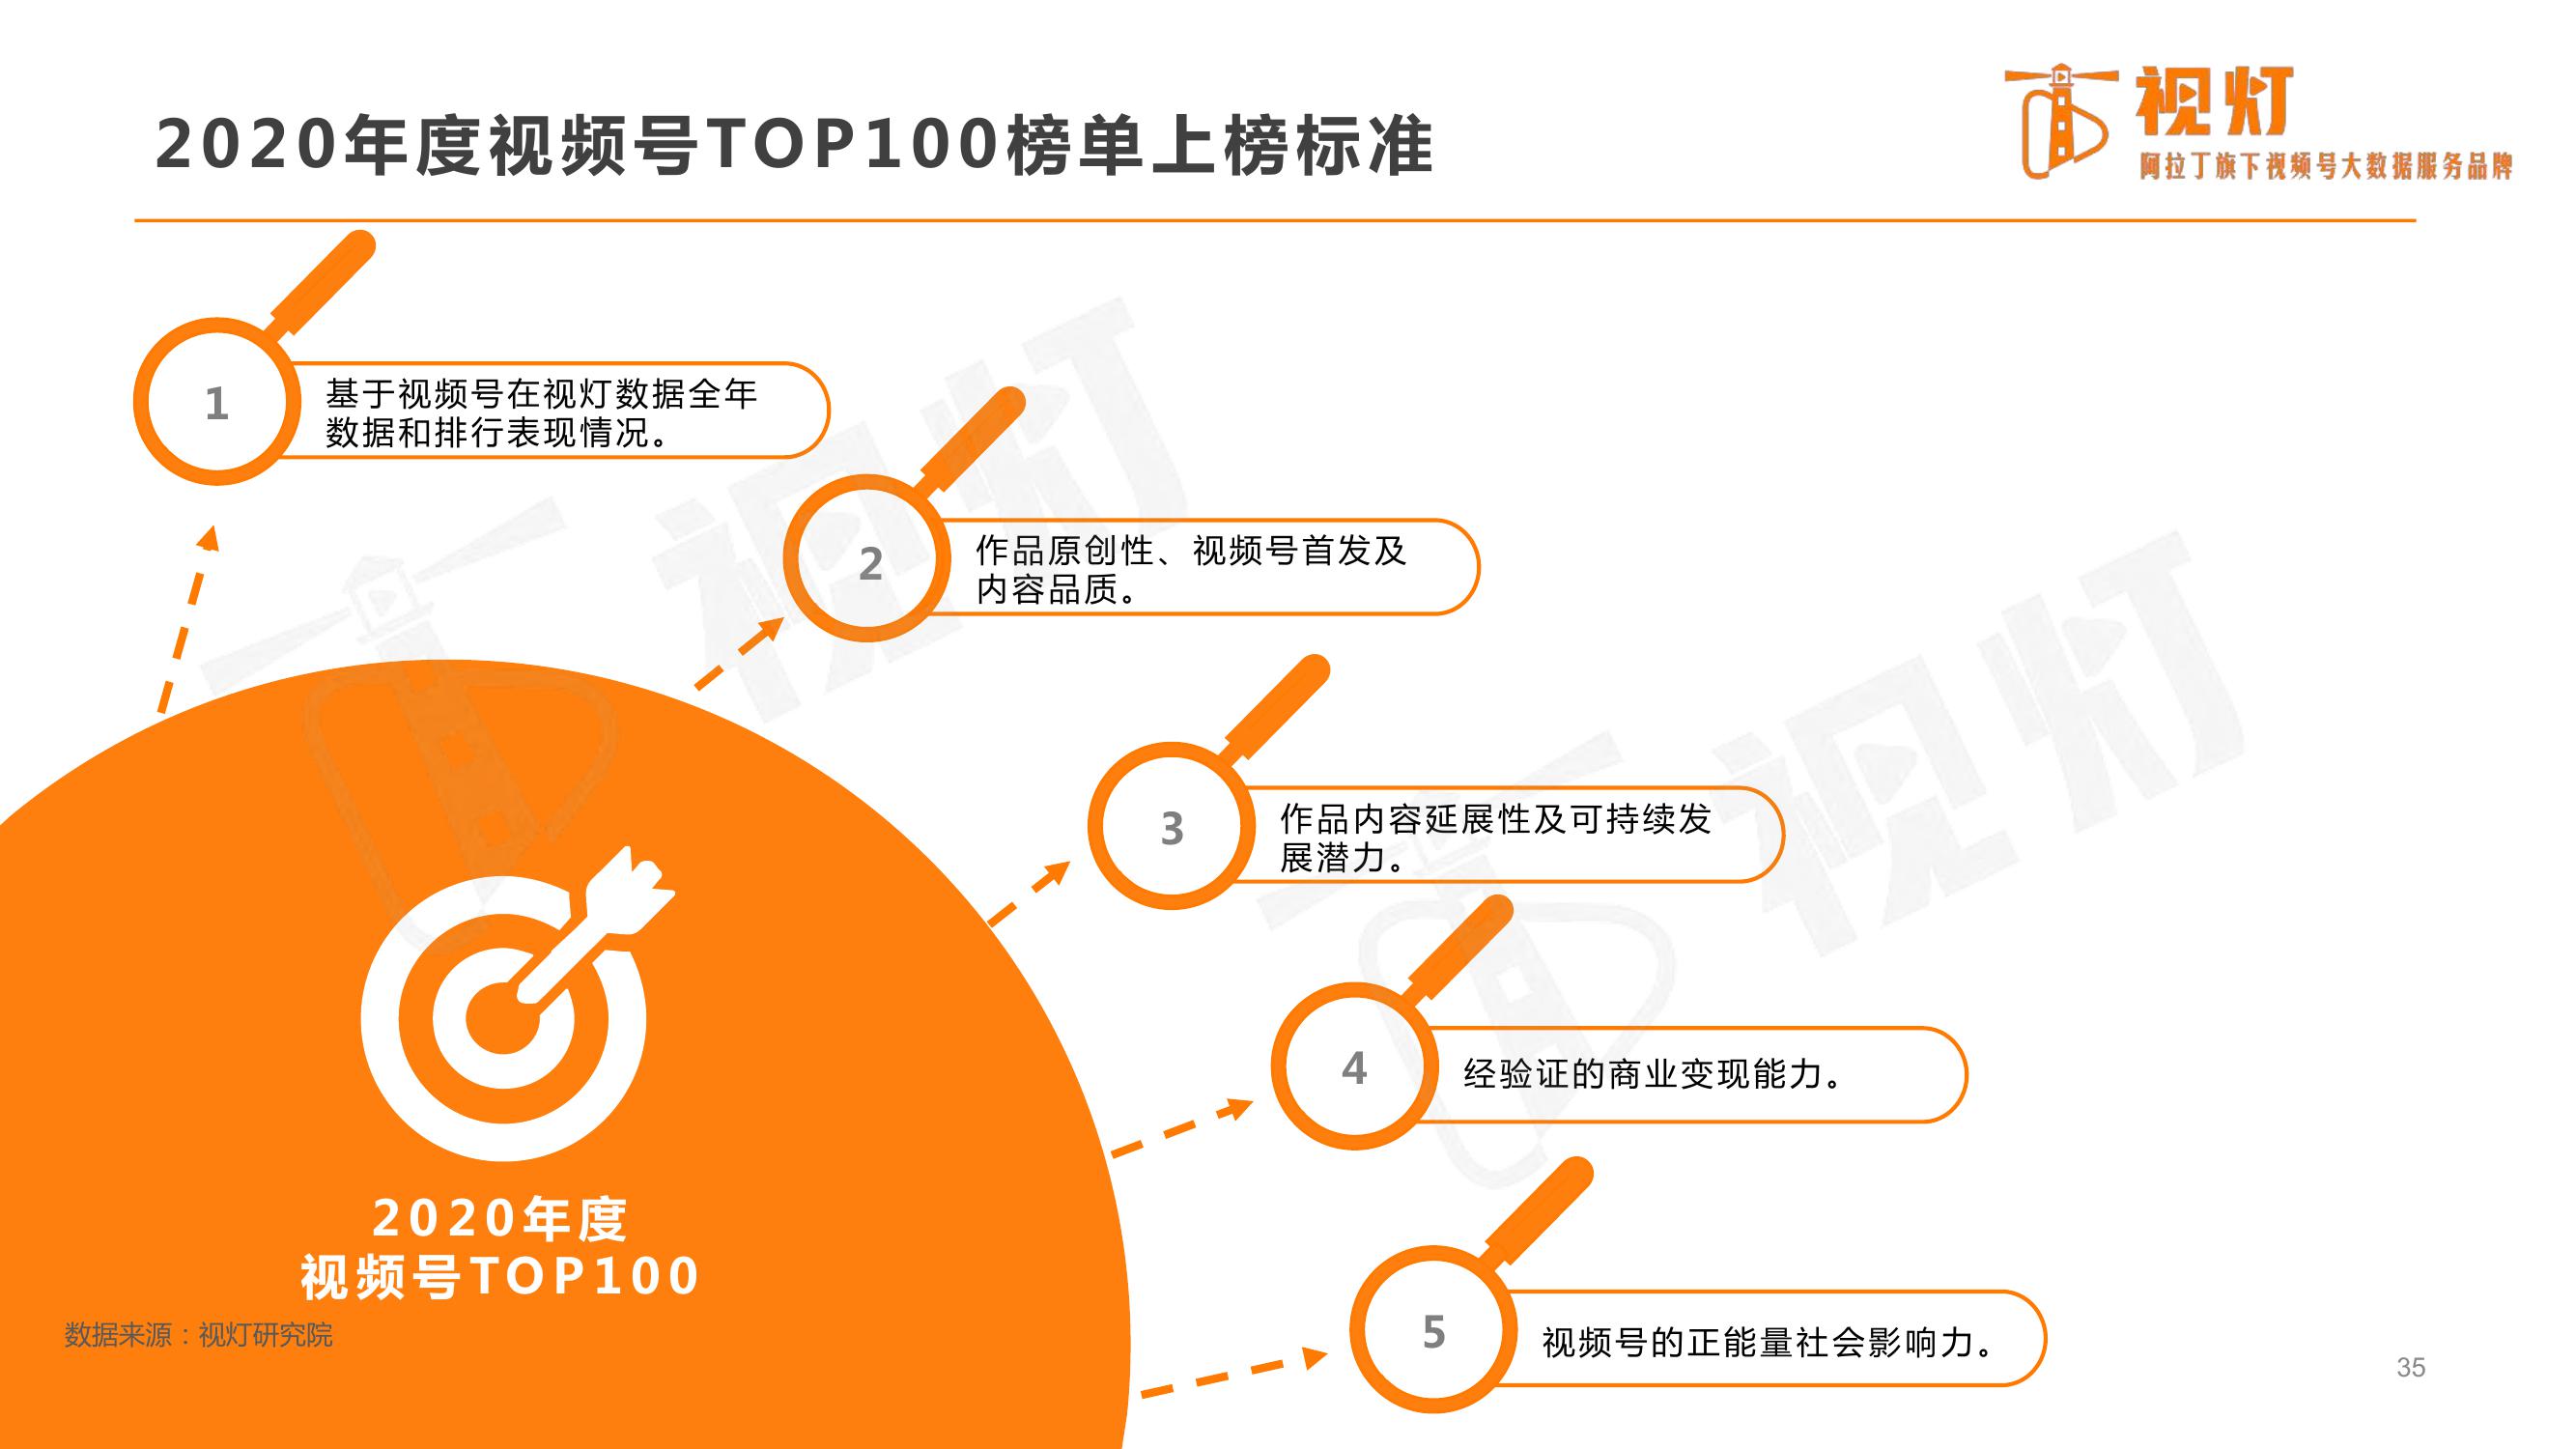 2020年度视频号TOP100榜单上榜标准
视灯
阿拉丁旗下视频号大数据服务品牌
1
基于视频号在视灯数据全年
数据和排行表现情况。
2
作品原创性、视频号首发及
内容品质。
3
作品内容延展性及可持续发
展潜力。
4
经验证的商业变现能力。
5
视频号的正能量社会影响力。
2020年度
视频号TOP100
数据来源：视灯研究院
35
视灯
视灯